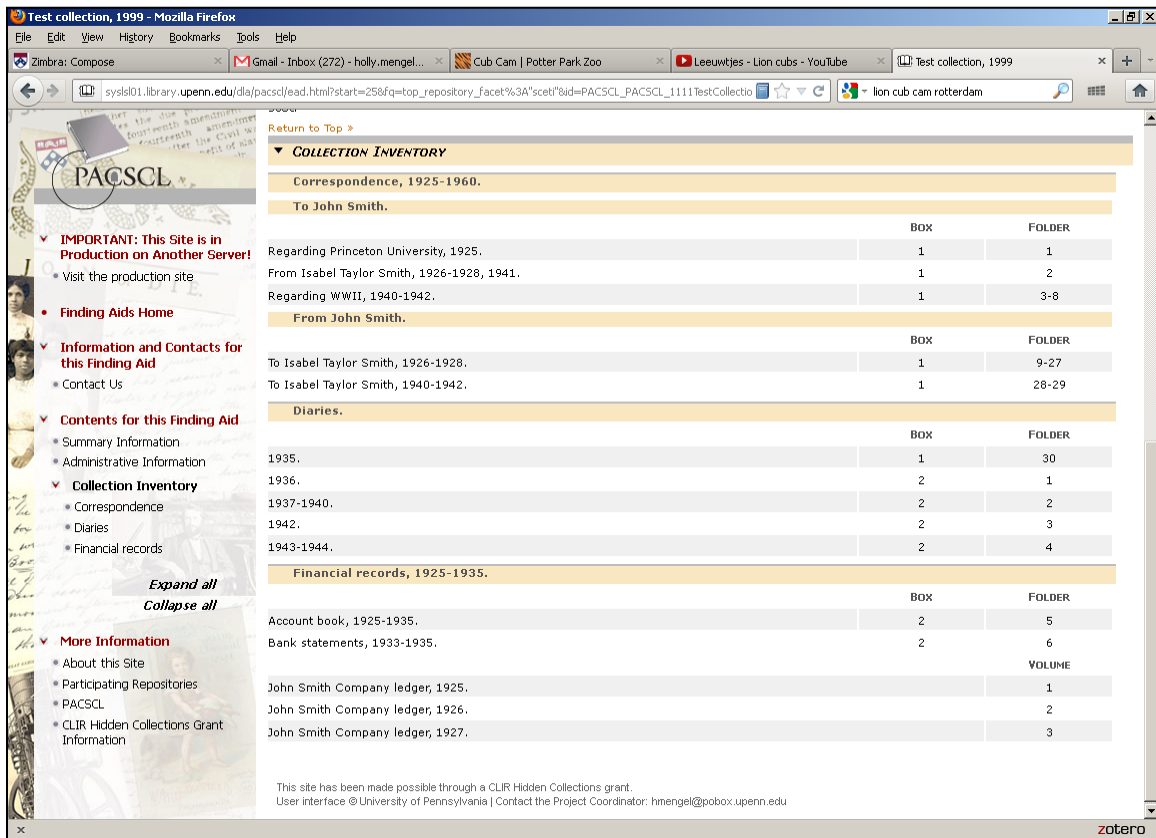 Test collection, 1999 - Mozilla Firefox
File Edit View History Bookmarks Tools Help
Zimbra: Compose
Gmail - Inbox (272) - holly.mengel...
Cub Cam | Potter Park Zoo
Leeuwtjes - Lion cubs - YouTube
Test collection, 1999
sysls01.library.upenn.edu/dla/pacscl/ead.html?start=25&fq=top_repository_facet%3A"sceti"&id=PACSCL_PACSCL_1111TestCollectio
lion cub cam rotterdam
PACSCL
IMPORTANT: This Site is in
Production on Another Server!
Visit the production site
Finding Aids Home
Information and Contacts for
this Finding Aid
Contact Us
Contents for this Finding Aid
Summary Information
Administrative Information
Collection Inventory
Correspondence
Diaries
Financial records
Expand all
Collapse all
More Information
About this Site
Participating Repositories
PACSCL
CLIR Hidden Collections Grant
Information
Return to Top »
COLLECTION INVENTORY
Correspondence, 1925-1960.
To John Smith.
BOX FOLDER
Regarding Princeton University, 1925. 1 1
From Isabel Taylor Smith, 1926-1928, 1941. 1 2
Regarding WWII, 1940-1942. 1 3-8
From John Smith.
BOX FOLDER
To Isabel Taylor Smith, 1926-1928. 1 9-27
To Isabel Taylor Smith, 1940-1942. 1 28-29
Diaries.
BOX FOLDER
1935. 1 30
1936. 2 1
1937-1940. 2 2
1942. 2 3
1943-1944. 2 4
Financial records, 1925-1935.
BOX FOLDER
Account book, 1925-1935. 2 5
Bank statements, 1933-1935. 2 6
VOLUME
John Smith Company ledger, 1925. 1
John Smith Company ledger, 1926. 2
John Smith Company ledger, 1927. 3
This site has been made possible through a CLIR Hidden Collections grant.
User interface © University of Pennsylvania | Contact the Project Coordinator: hmengel@pobox.upenn.edu
zotero